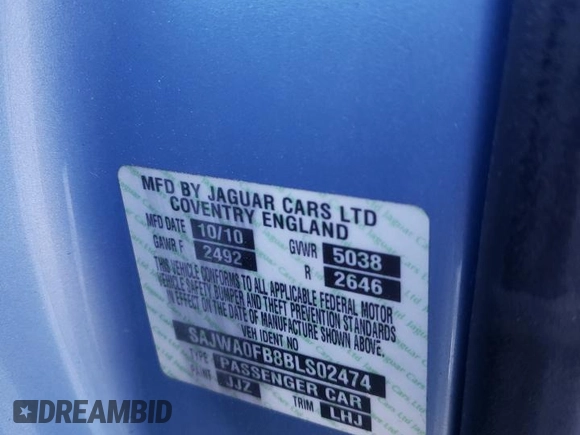 MFD BY JAGUAR CARS LTD
COVENTRY ENGLAND
MFD DATE 10/10 GVWR 5038
GAWR F 2492 R 2646
THIS VEHICLE CONFORMS TO ALL APPLICABLE FEDERAL MOTOR
VEHICLE SAFETY BUMPER AND THEFT PREVENTION STANDARDS
IN EFFECT ON THE DATE OF MANUFACTURE SHOWN ABOVE.
VEH IDENT NO
SAJWA0FB8BLS02474
TYPE PASSENGER CAR
PAINT JJZ TRIM LHJ
DREAMBID